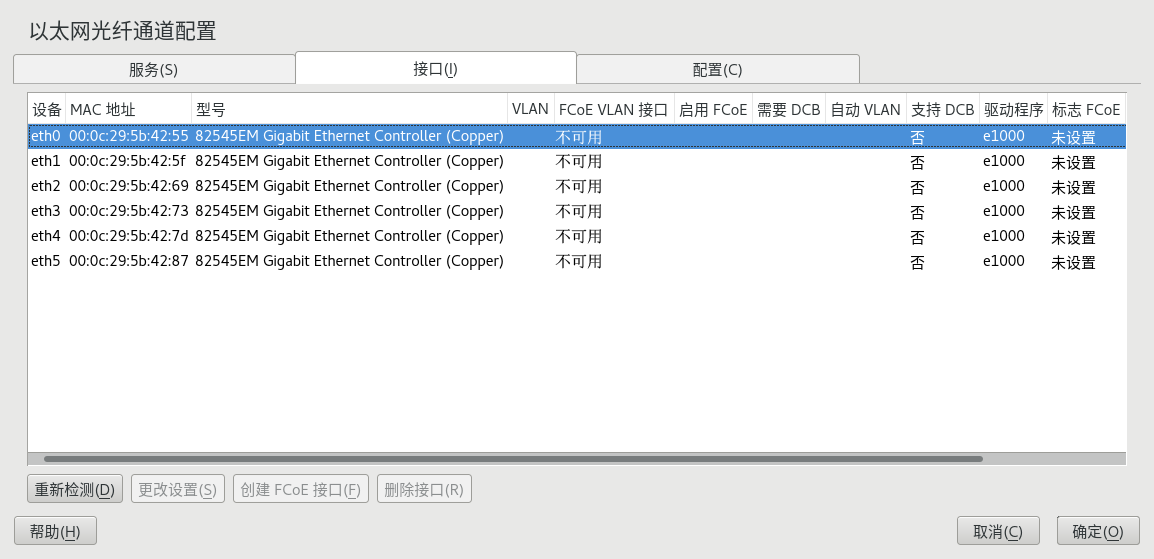 以太网光纤通道配置
服务(S) 接口(I) 配置(C)
设备 MAC 地址 型号 VLAN FCoE VLAN 接口 启用 FCoE 需要 DCB 自动 VLAN 支持 DCB 驱动程序 标志 FCoE
eth0 00:0c:29:5b:42:55 82545EM Gigabit Ethernet Controller (Copper) 不可用 否 e1000 未设置
eth1 00:0c:29:5b:42:5f 82545EM Gigabit Ethernet Controller (Copper) 不可用 否 e1000 未设置
eth2 00:0c:29:5b:42:69 82545EM Gigabit Ethernet Controller (Copper) 不可用 否 e1000 未设置
eth3 00:0c:29:5b:42:73 82545EM Gigabit Ethernet Controller (Copper) 不可用 否 e1000 未设置
eth4 00:0c:29:5b:42:7d 82545EM Gigabit Ethernet Controller (Copper) 不可用 否 e1000 未设置
eth5 00:0c:29:5b:42:87 82545EM Gigabit Ethernet Controller (Copper) 不可用 否 e1000 未设置
重新检测(D) 更改设置(S) 创建 FCoE 接口(F) 删除接口(R)
帮助(H) 取消(C) 确定(O)